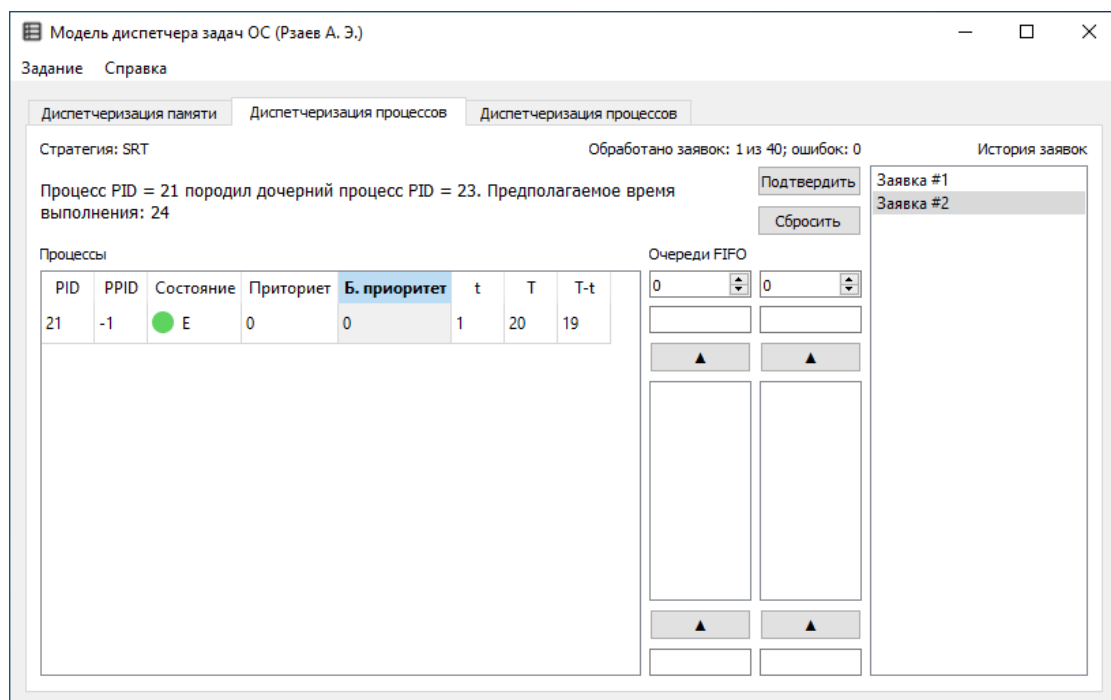 Модель диспетчера задач ОС (Рзаев А. Э.)
Задание Справка
Диспетчеризация памяти Диспетчеризация процессов Диспетчеризация процессов
Стратегия: SRT Обработано заявок: 1 из 40; ошибок: 0 История заявок
Процесс PID = 21 породил дочерний процесс PID = 23. Предполагаемое время
выполнения: 24
Подтвердить
Сбросить
Заявка #1
Заявка #2
Процессы Очереди FIFO
PID PPID Состояние Приториет Б. приоритет t T T-t
21 -1 E 0 0 1 20 19
0 0
▲ ▲
▲ ▲